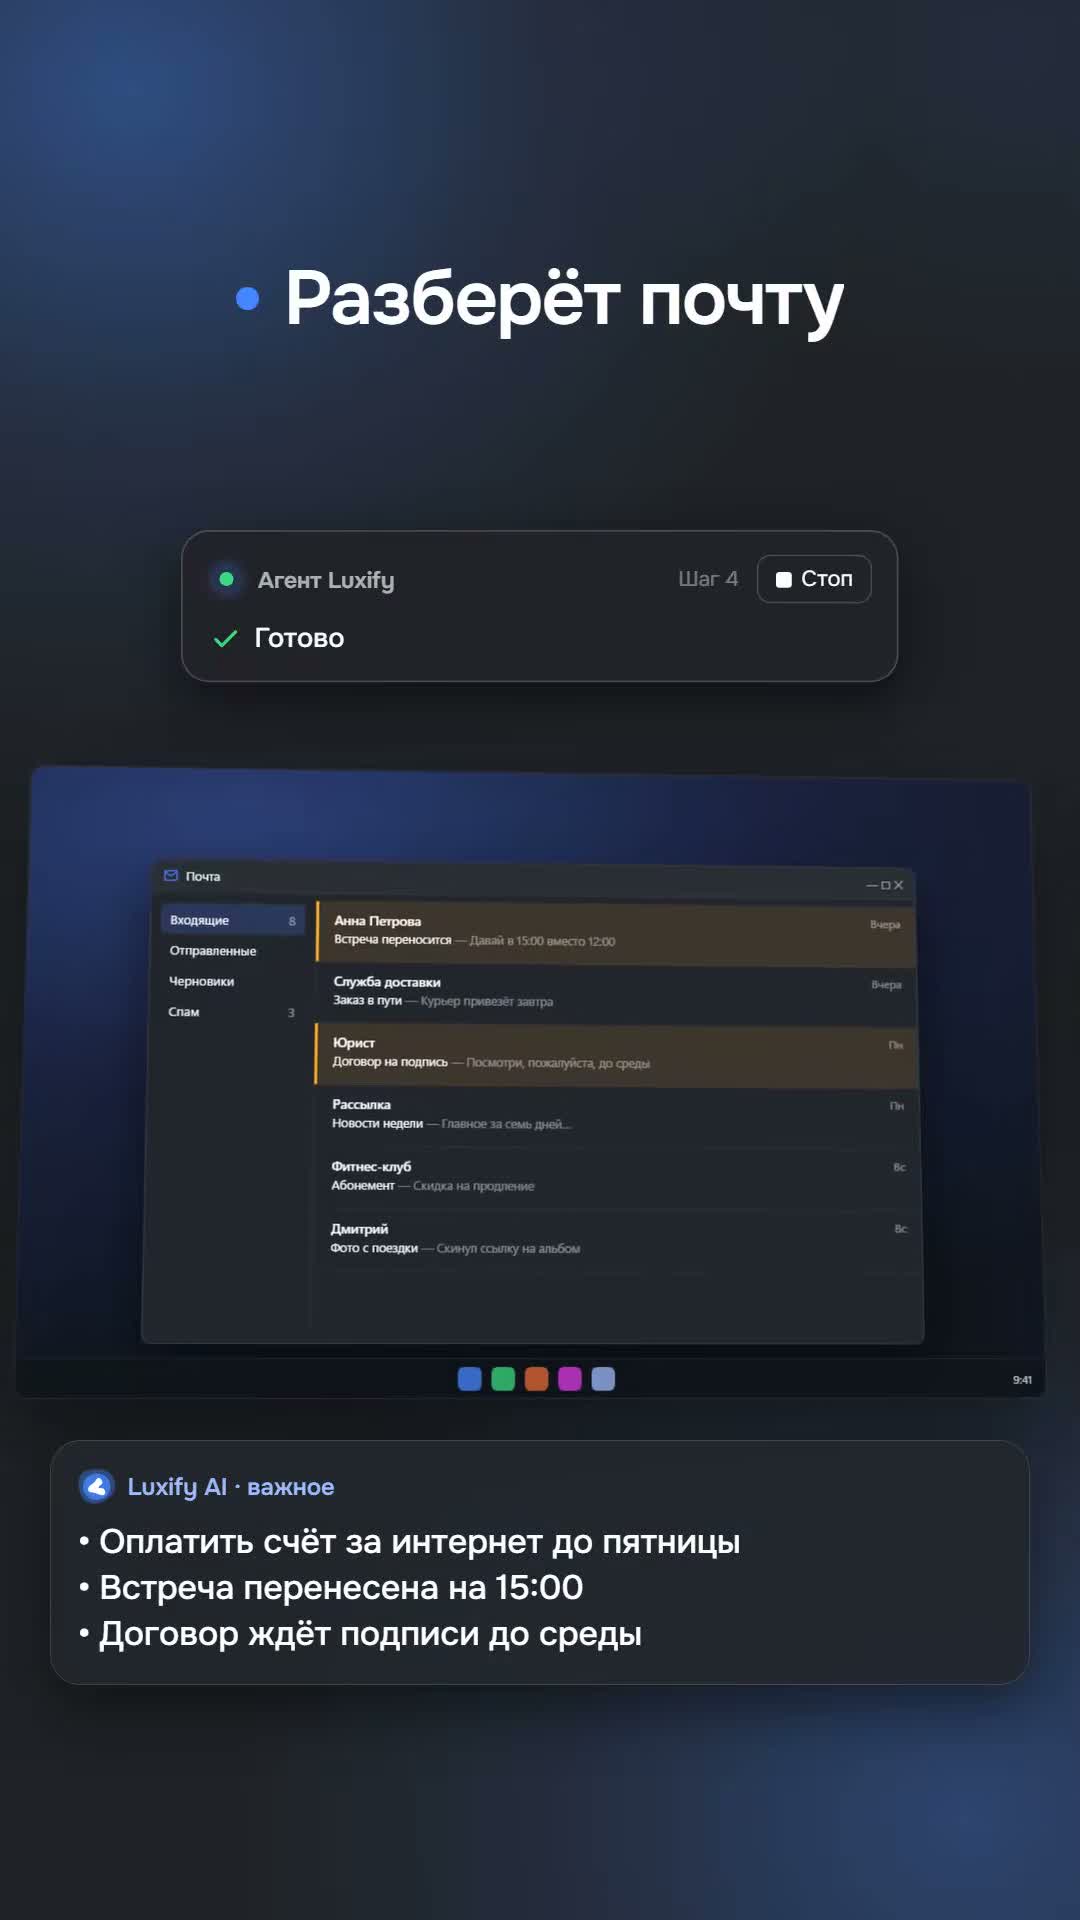 Разберёт почту
Агент Luxify
Шаг 4
Стоп
Готово
Почта
Входящие 8
Отправленные
Черновики
Спам 3
Анна Петрова Вчера
Встреча переносится — Давай в 15:00 вместо 12:00
Служба доставки Вчера
Заказ в пути — Курьер привезёт завтра
Юрист Пн
Договор на подпись — Посмотри, пожалуйста, до среды
Рассылка Пн
Новости недели — Главное за семь дней...
Фитнес-клуб Вс
Абонемент — Скидка на продление
Дмитрий Вс
Фото с поездки — Скинул ссылку на альбом
9:41
Luxify AI · важное
• Оплатить счёт за интернет до пятницы
• Встреча перенесена на 15:00
• Договор ждёт подписи до среды